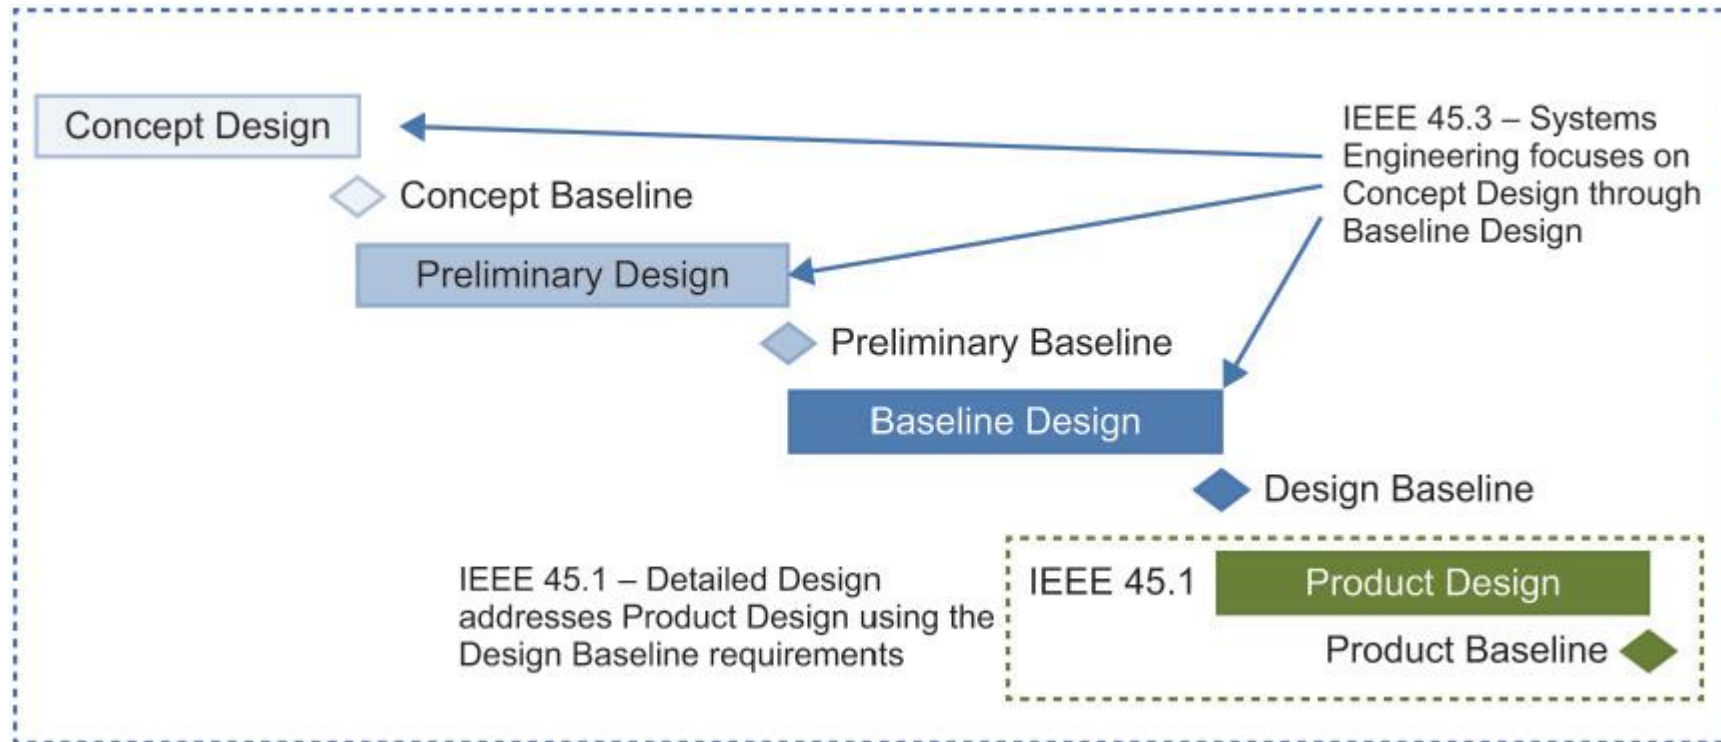 Concept Design
IEEE 45.3 – Systems
Engineering focuses on
Concept Design through
Baseline Design
Concept Baseline
Preliminary Design
Preliminary Baseline
Baseline Design
Design Baseline
IEEE 45.1 – Detailed Design
addresses Product Design using the
Design Baseline requirements
IEEE 45.1
Product Design
Product Baseline